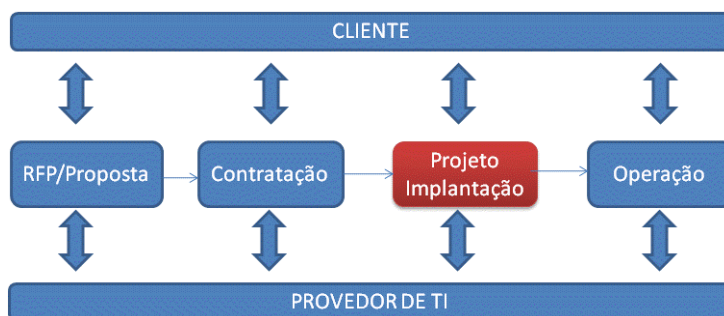 CLIENTE
RFP/Proposta
Contratação
Projeto
Implantação
Operação
PROVEDOR DE TI